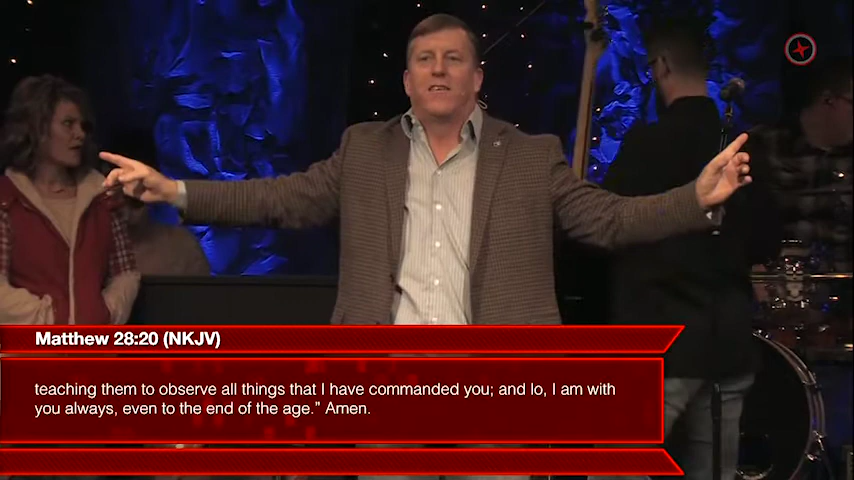 Matthew 28:20 (NKJV)
teaching them to observe all things that I have commanded you; and lo, I am with
you always, even to the end of the age.” Amen.